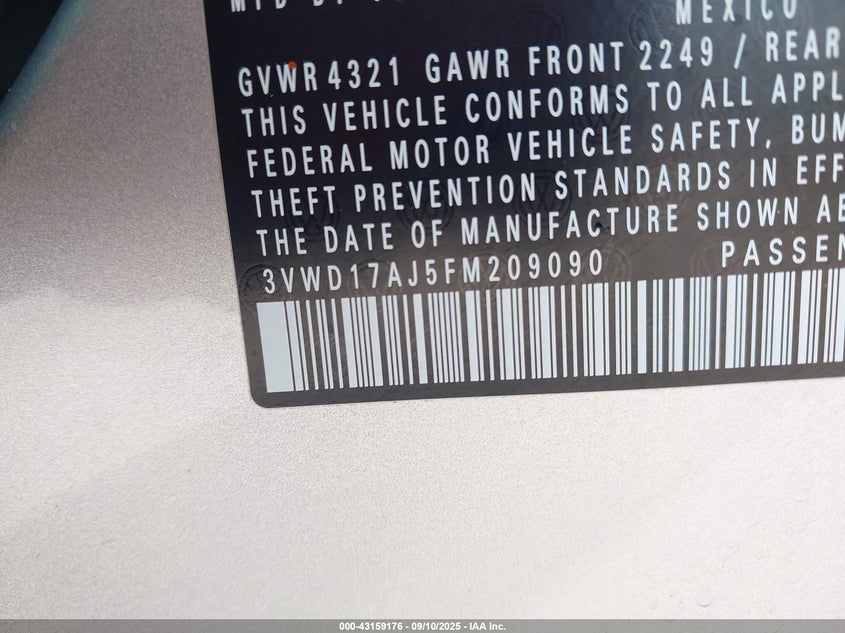 MFD BY
MEXICO
GVWR 4321 GAWR FRONT 2249 / REAR
THIS VEHICLE CONFORMS TO ALL APPL
FEDERAL MOTOR VEHICLE SAFETY, BUM
THEFT PREVENTION STANDARDS IN EFF
THE DATE OF MANUFACTURE SHOWN AB
3VWD17AJ5FM209090 PASSEN
000-43159176 - 09/10/2025 - IAA Inc.